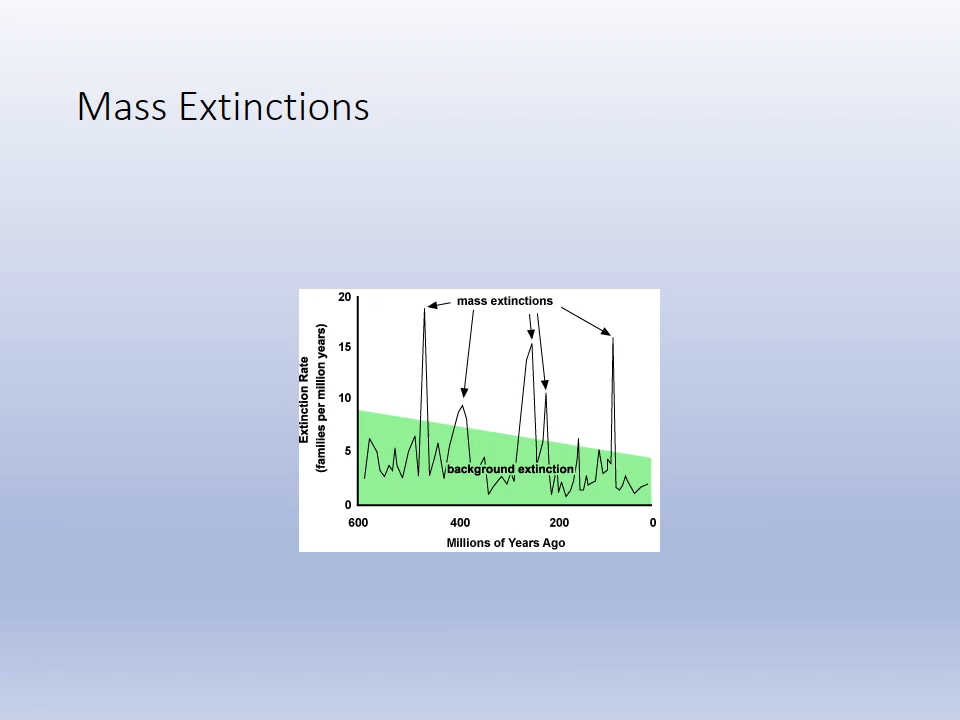 Mass Extinctions
20
mass extinctions
15
10
5
0
Extinction Rate
(families per million years)
background extinction
600
400
200
0
Millions of Years Ago